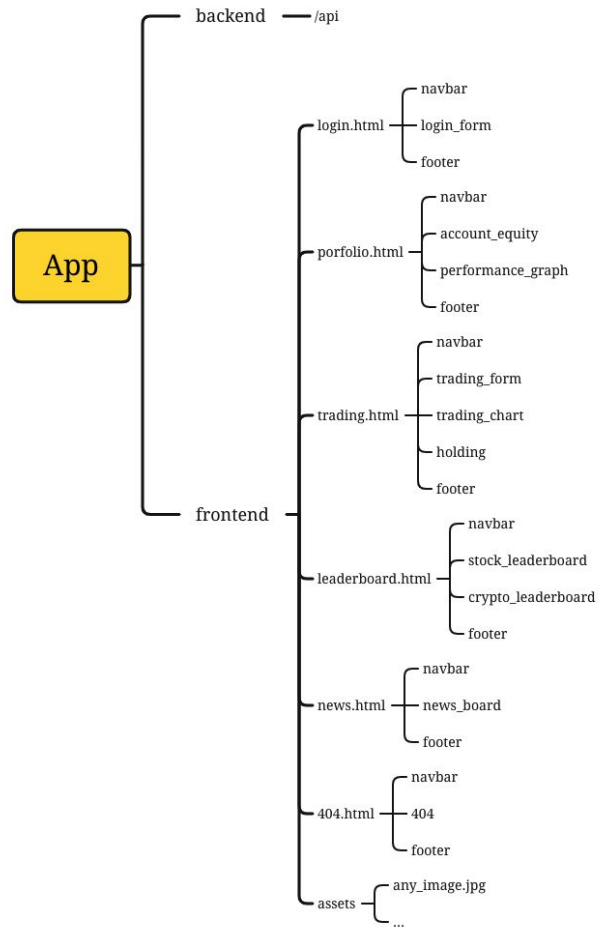 App
backend
/api
frontend
login.html
navbar
login_form
footer
porfolio.html
navbar
account_equity
performance_graph
footer
trading.html
navbar
trading_form
trading_chart
holding
footer
leaderboard.html
navbar
stock_leaderboard
crypto_leaderboard
footer
news.html
navbar
news_board
footer
404.html
navbar
404
footer
assets
any_image.jpg
...